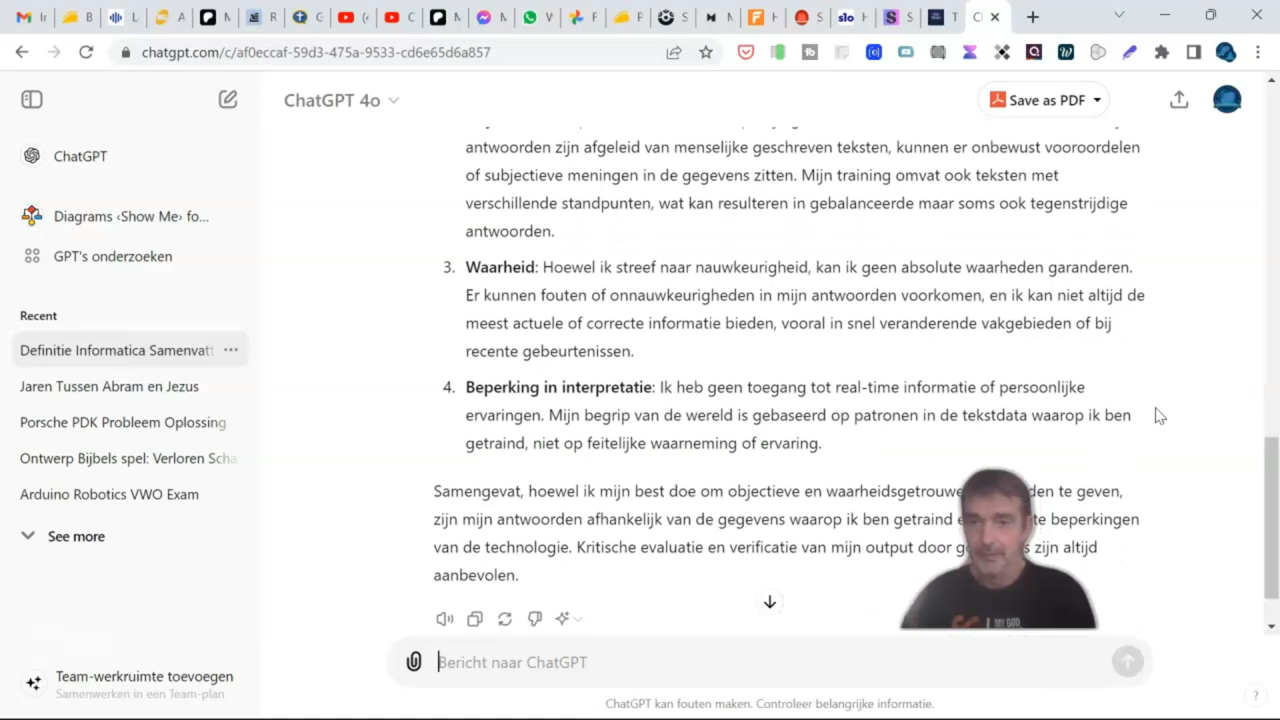 chatgpt.com/c/af0eccaf-59d3-475a-9533-cd6e65d6a857
ChatGPT 4o
Save as PDF
ChatGPT
Diagrams ‹Show Me› fo...
GPT's onderzoeken
Recent
Definitie Informatica Samenvatt
Jaren Tussen Abram en Jezus
Porsche PDK Probleem Oplossing
Ontwerp Bijbels spel: Verloren Scha
Arduino Robotics VWO Exam
See more
Team-werkruimte toevoegen
Samenwerken in een Team-plan
antwoorden zijn afgeleid van menselijke geschreven teksten, kunnen er onbewust vooroordelen
of subjectieve meningen in de gegevens zitten. Mijn training omvat ook teksten met
verschillende standpunten, wat kan resulteren in gebalanceerde maar soms ook tegenstrijdige
antwoorden.
3. Waarheid: Hoewel ik streef naar nauwkeurigheid, kan ik geen absolute waarheden garanderen.
Er kunnen fouten of onnauwkeurigheden in mijn antwoorden voorkomen, en ik kan niet altijd de
meest actuele of correcte informatie bieden, vooral in snel veranderende vakgebieden of bij
recente gebeurtenissen.
4. Beperking in interpretatie: Ik heb geen toegang tot real-time informatie of persoonlijke
ervaringen. Mijn begrip van de wereld is gebaseerd op patronen in de tekstdata waarop ik ben
getraind, niet op feitelijke waarneming of ervaring.
Samengevat, hoewel ik mijn best doe om objectieve en waarheidsgetrouwe den te geven,
zijn mijn antwoorden afhankelijk van de gegevens waarop ik ben getraind e te beperkingen
van de technologie. Kritische evaluatie en verificatie van mijn output door ge s zijn altijd
aanbevolen.
MY GOD
Bericht naar ChatGPT
ChatGPT kan fouten maken. Controleer belangrijke informatie.
?